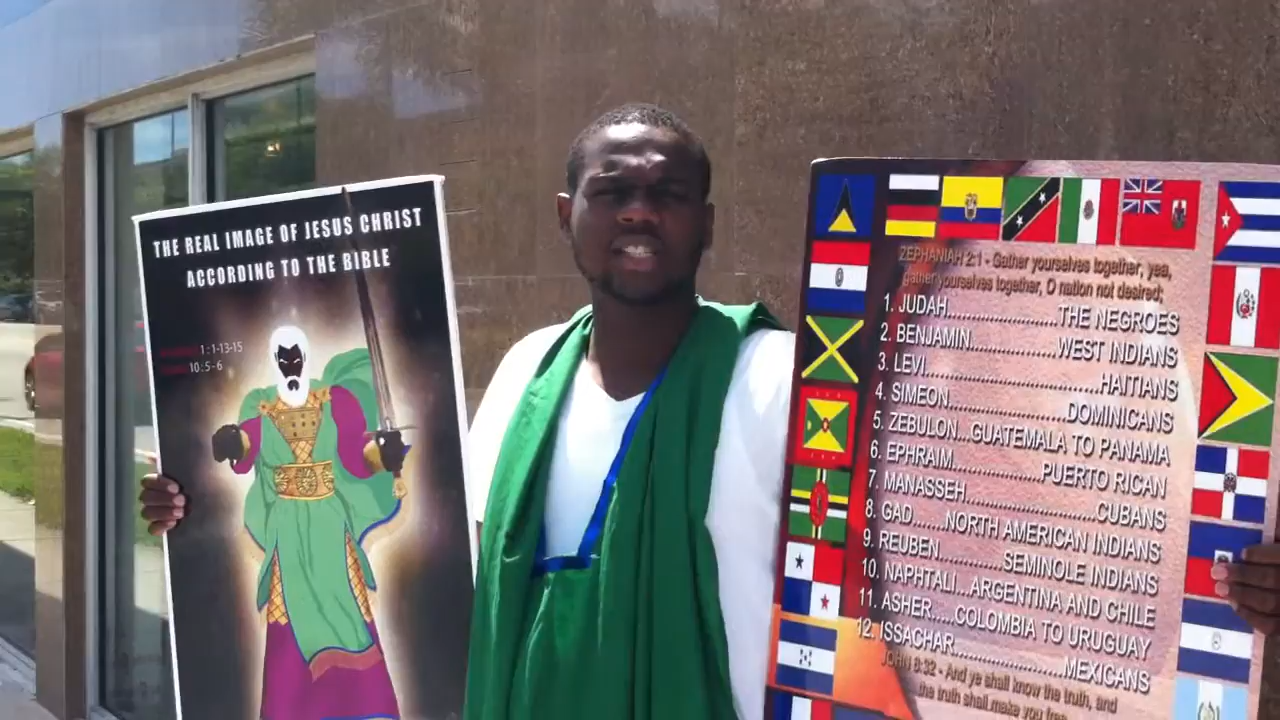 THE REAL IMAGE OF JESUS CHRIST
ACCORDING TO THE BIBLE
1:1-13-15
10:5-6
ZEPHANIAH 2:1 - Gather yourselves together, yea,
gather yourselves together, O nation not desired;
1. JUDAH....................THE NEGROES
2. BENJAMIN................WEST INDIANS
3. LEVI................................HAITIANS
4. SIMEON......................DOMINICANS
5. ZEBULON...GUATEMALA TO PANAMA
6. EPHRAIM................PUERTO RICAN
7. MANASSEH........................CUBANS
8. GAD......NORTH AMERICAN INDIANS
9. REUBEN................SEMINOLE INDIANS
10. NAPHTALI...ARGENTINA AND CHILE
11. ASHER....COLOMBIA TO URUGUAY
12. ISSACHAR......................MEXICANS
JOHN 8:32 - And ye shall know the truth, and
the truth shall make you free.